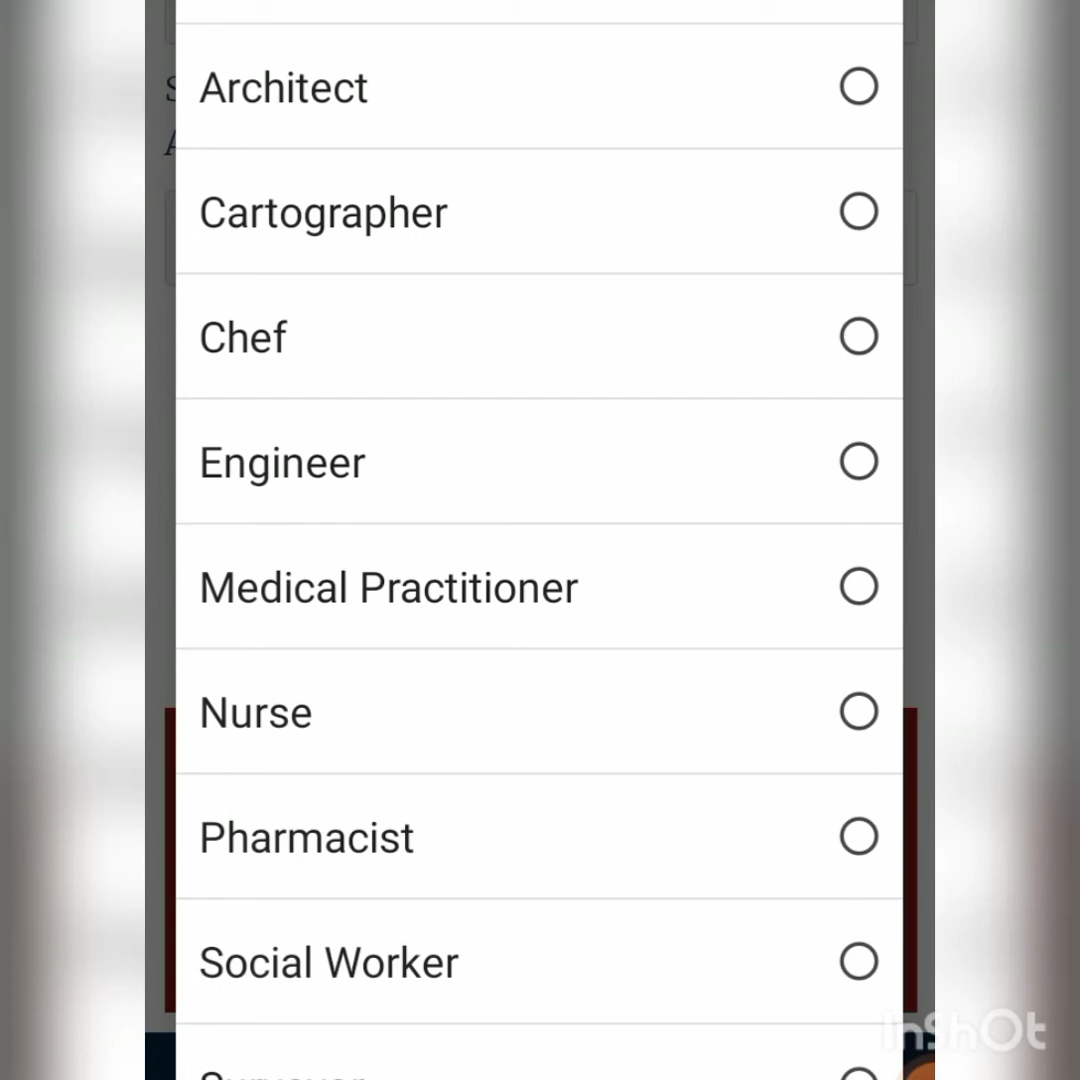 Architect
Cartographer
Chef
Engineer
Medical Practitioner
Nurse
Pharmacist
Social Worker
InShOt